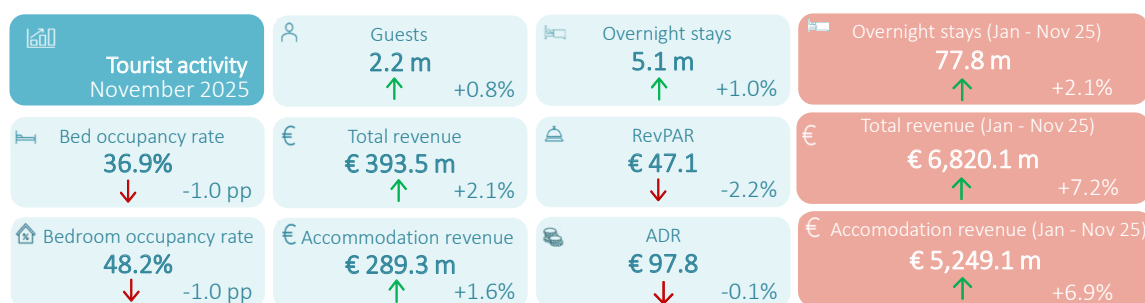 Tourist activity
November 2025
Guests
2.2 m
+0.8%
Overnight stays
5.1 m
+1.0%
Overnight stays (Jan - Nov 25)
77.8 m
+2.1%
Bed occupancy rate
36.9%
-1.0 pp
€
Total revenue
€ 393.5 m
+2.1%
RevPAR
€ 47.1
-2.2%
€
Total revenue (Jan - Nov 25)
€ 6,820.1 m
+7.2%
Bedroom occupancy rate
48.2%
-1.0 pp
€ Accommodation revenue
€ 289.3 m
+1.6%
ADR
€ 97.8
-0.1%
€ Accomodation revenue (Jan - Nov 25)
€ 5,249.1 m
+6.9%